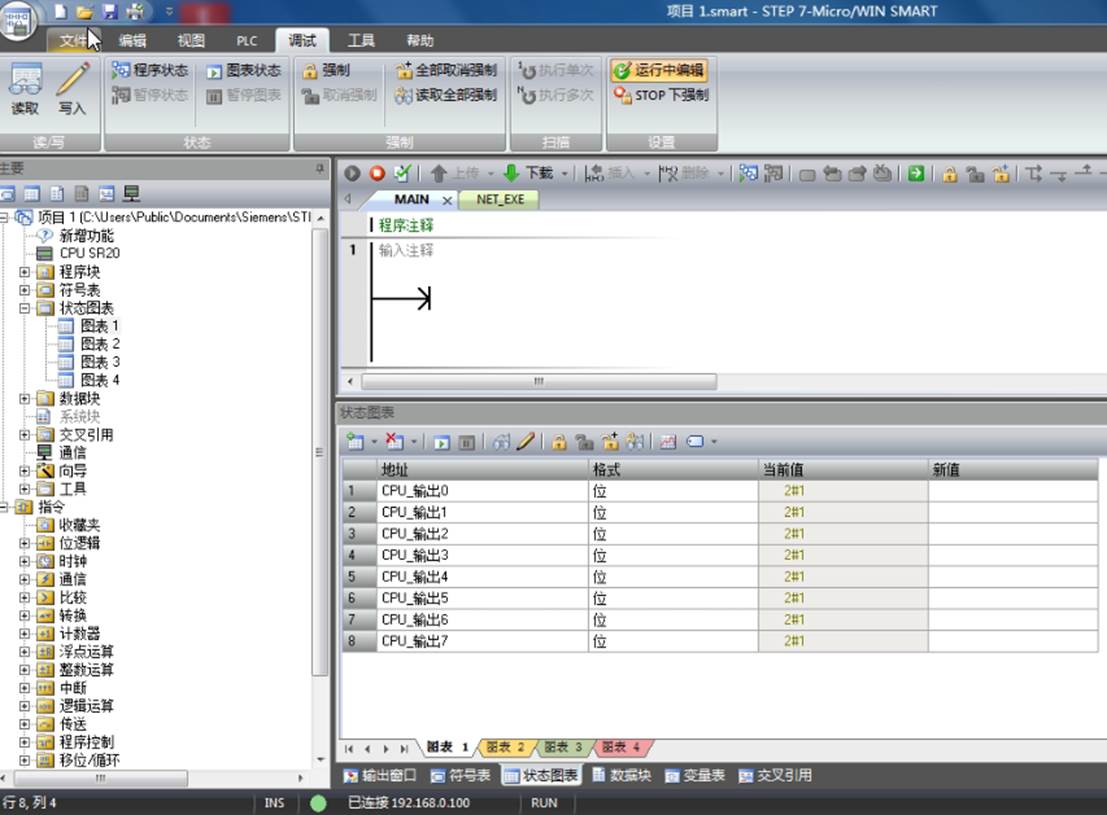 项目 1.smart - STEP 7-Micro/WIN SMART
文件 编辑 视图 PLC 调试 工具 帮助
程序状态 图表状态 强制 全部取消强制 执行单次 运行中编辑
读取 写入 暂停状态 暂停图表 取消强制 读取全部强制 执行多次 STOP 下强制
读/写 状态 强制 扫描 设置
主要
上传 下载 插入 删除
MAIN NET_EXE
项目 1 (C:\Users\Public\Documents\Siemens\STI
新增功能
CPU SR20
程序块
符号表
状态图表
图表 1
图表 2
图表 3
图表 4
数据块
系统块
交叉引用
通信
向导
工具
指令
收藏夹
位逻辑
时钟
通信
比较
转换
计数器
浮点运算
整数运算
中断
逻辑运算
传送
程序控制
移位/循环
程序注释
1 输入注释
状态图表
地址 格式 当前值 新值
1 CPU_输出0 位 2#1
2 CPU_输出1 位 2#1
3 CPU_输出2 位 2#1
4 CPU_输出3 位 2#1
5 CPU_输出4 位 2#1
6 CPU_输出5 位 2#1
7 CPU_输出6 位 2#1
8 CPU_输出7 位 2#1
图表 1 图表 2 图表 3 图表 4
输出窗口 符号表 状态图表 数据块 变量表 交叉引用
行 8, 列 4 INS 已连接 192.168.0.100 RUN